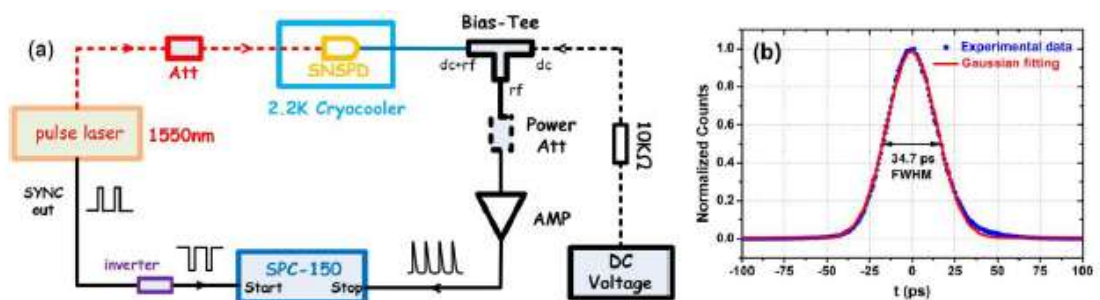 (a)
Att
SNSPD
2.2K Cryocooler
Bias-Tee
dc+rf
dc
rf
pulse laser
1550nm
Power
Att
10KΩ
SYNC
out
AMP
inverter
SPC-150
Start
Stop
DC
Voltage
(b)
Experimental data
Gaussian fitting
34.7 ps
FWHM
Normalized Counts
1.0
0.8
0.6
0.4
0.2
0.0
-100
-75
-50
-25
0
25
50
75
100
t (ps)